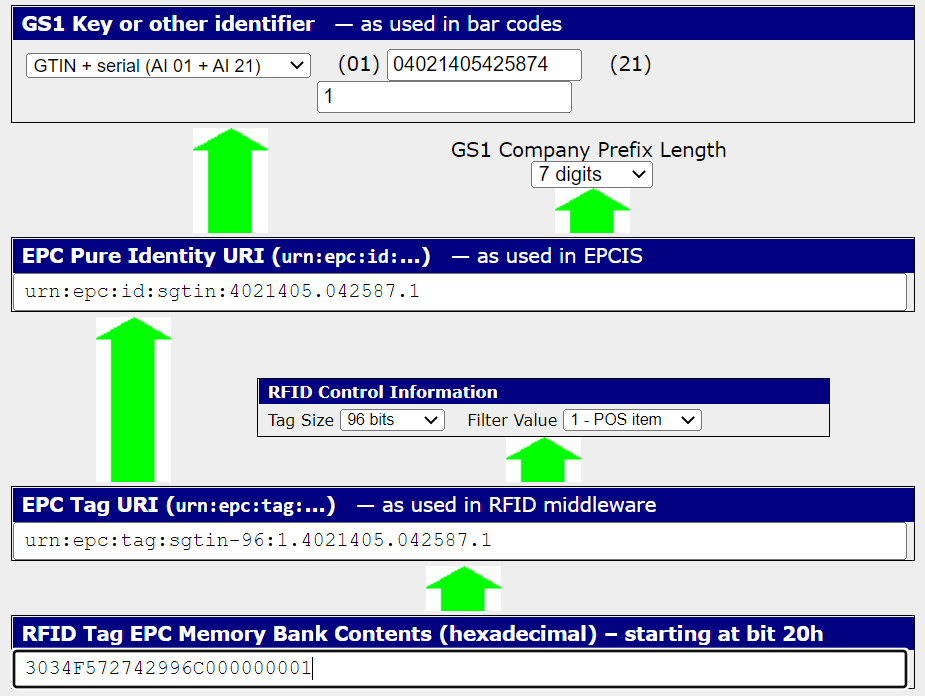 GS1 Key or other identifier — as used in bar codes
GTIN + serial (AI 01 + AI 21) (01) 04021405425874 (21)
1
GS1 Company Prefix Length
7 digits
EPC Pure Identity URI (urn:epc:id:...) — as used in EPCIS
urn:epc:id:sgtin:4021405.042587.1
RFID Control Information
Tag Size 96 bits Filter Value 1 - POS item
EPC Tag URI (urn:epc:tag:...) — as used in RFID middleware
urn:epc:tag:sgtin-96:1.4021405.042587.1
RFID Tag EPC Memory Bank Contents (hexadecimal) – starting at bit 20h
3034F572742996C000000001